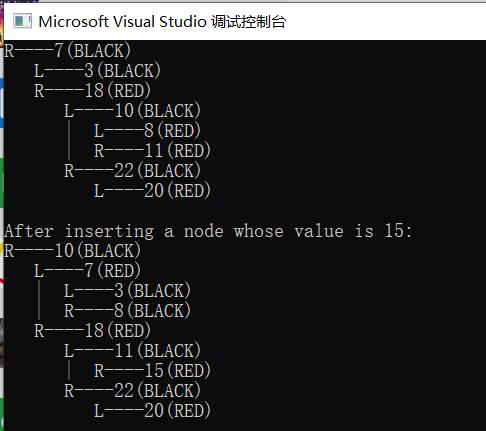 Microsoft Visual Studio 调试控制台
R----7(BLACK)
   L----3(BLACK)
   R----18(RED)
      L----10(BLACK)
      |  L----8(RED)
      |  R----11(RED)
      R----22(BLACK)
         L----20(RED)
After inserting a node whose value is 15:
R----10(BLACK)
   L----7(RED)
   |  L----3(BLACK)
   |  R----8(BLACK)
   R----18(RED)
      L----11(BLACK)
      |  R----15(RED)
      R----22(BLACK)
         L----20(RED)